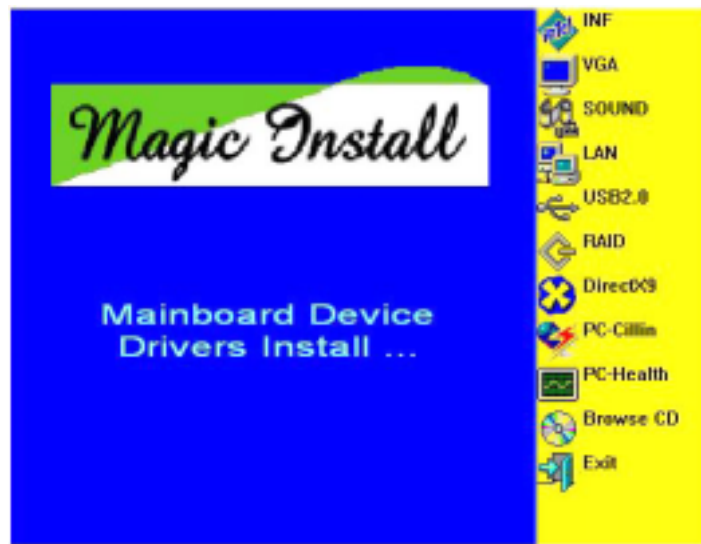 Magic Install
Mainboard Device
Drivers Install ...
INF
VGA
SOUND
LAN
USB2.0
RAID
DirectX9
PC-Cillin
PC-Health
Browse CD
Exit